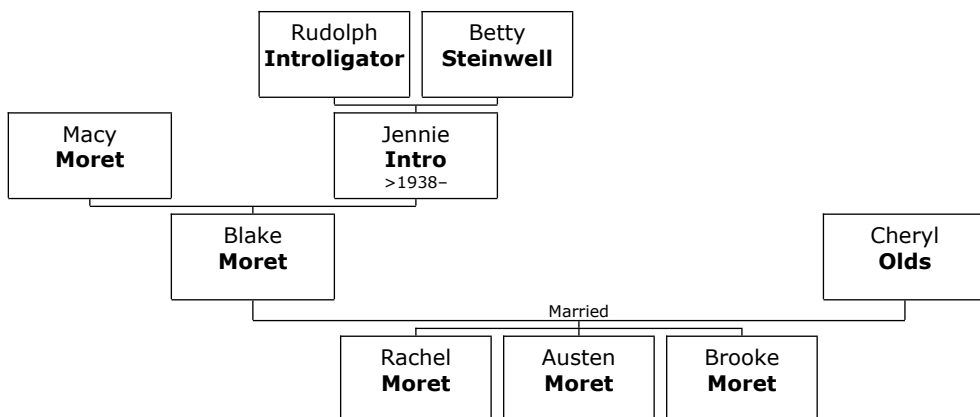 Rudolph
Introligator
Betty
Steinwell
Macy
Moret
Jennie
Intro
>1938–
Blake
Moret
Cheryl
Olds
Married
Rachel
Moret
Austen
Moret
Brooke
Moret